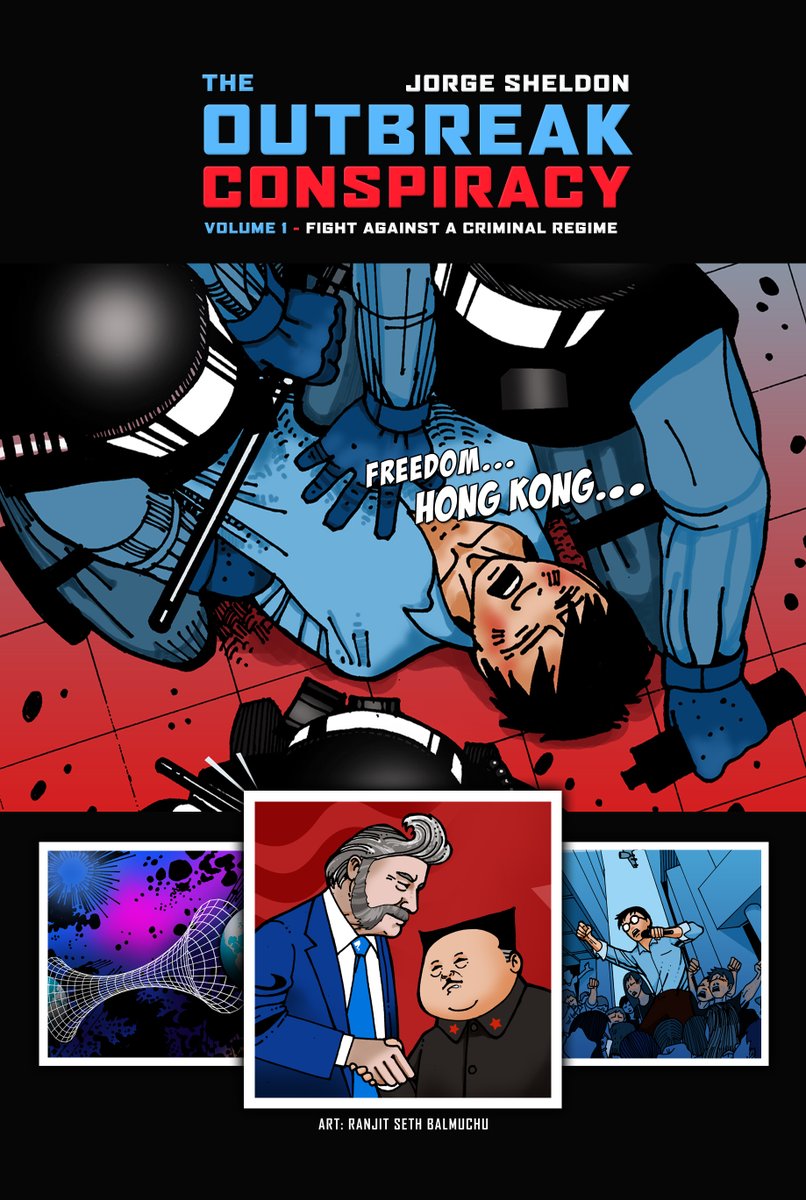 THE
JORGE SHELDON
OUTBREAK
CONSPIRACY
VOLUME 1 - FIGHT AGAINST A CRIMINAL REGIME
FREEDOM...
HONG KONG...
ART: RANJIT SETH BALMUCHU